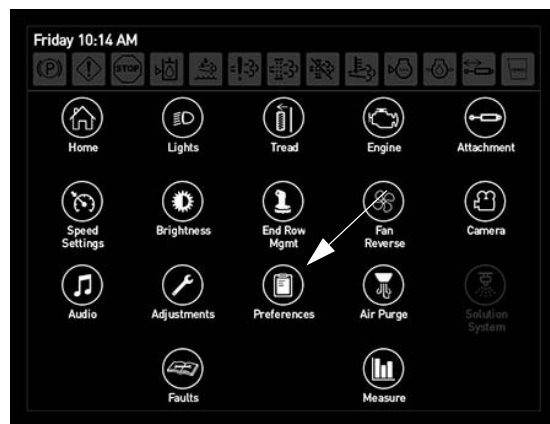 Friday 10:14 AM
STOP
Home
Lights
Tread
Engine
Attachment
Speed
Settings
Brightness
End Row
Mgmt
Fan
Reverse
Camera
Audio
Adjustments
Preferences
Air Purge
Solution
System
Faults
Measure